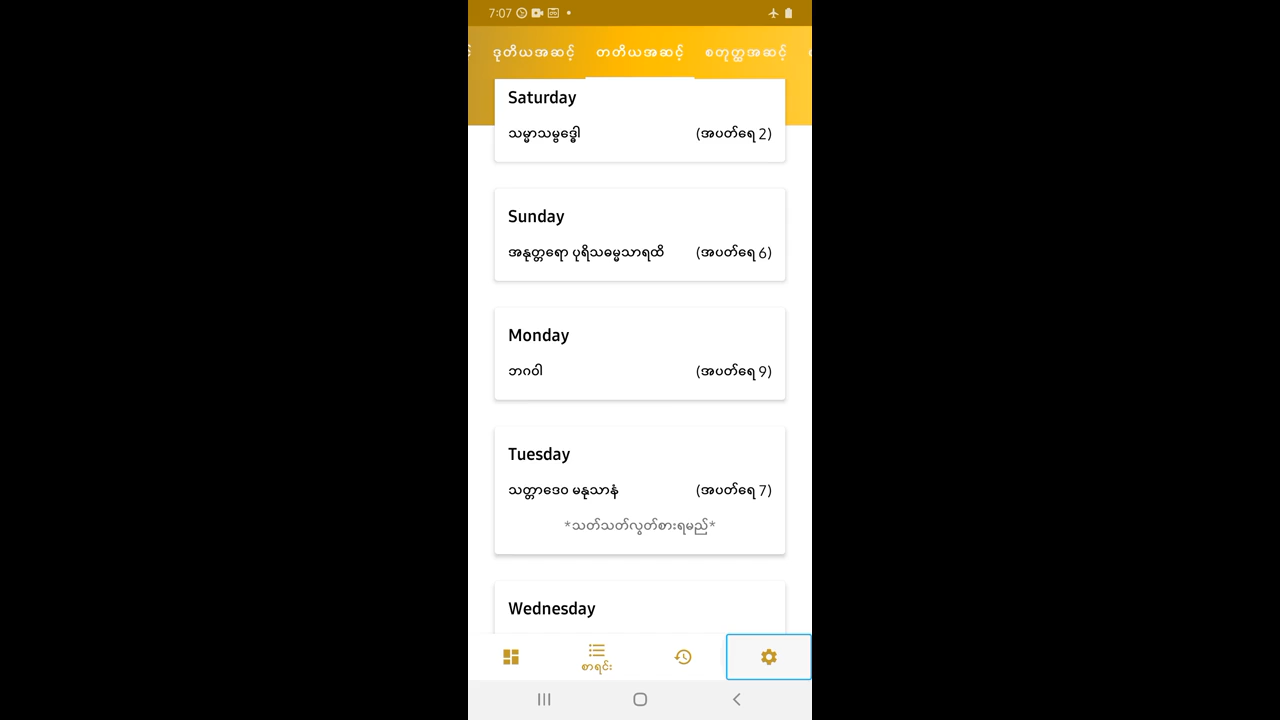 7:07
ဒုတိယအဆင့် တတိယအဆင့် စတုတ္ထအဆင့်
Saturday
သမ္မာသမ္ဗုဒ္ဓေါ (အပတ်ရေ 2)
Sunday
အနုတ္တရော ပုရိသဓမ္မသာရထိ (အပတ်ရေ 6)
Monday
ဘဂဝါ (အပတ်ရေ 9)
Tuesday
သတ္တာဒေဝ မနုသာနံ (အပတ်ရေ 7)
*သတ်သတ်လွတ်စားရမည်*
Wednesday
စာရင်း